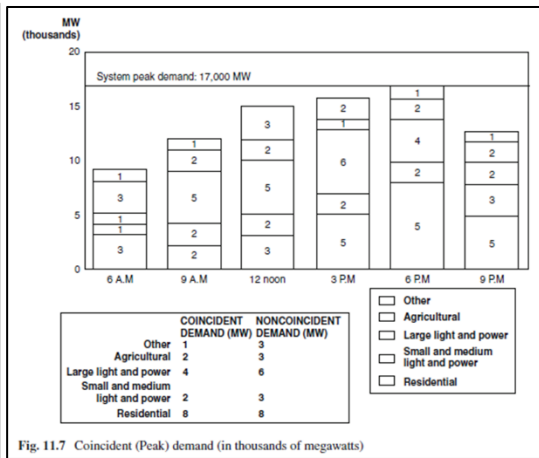 MW
(thousands)
20
System peak demand: 17,000 MW
15
10
5
0
1
3
1
1
3
1
2
5
2
2
3
2
5
2
3
2
1
6
2
5
1
2
4
2
5
1
2
2
3
5
6 A.M
9 A.M
12 noon
3 P.M
6 P.M
9 P.M
COINCIDENT NONCOINCIDENT
DEMAND (MW) DEMAND (MW)
Other 1 3
Agricultural 2 3
Large light and power 4 6
Small and medium
light and power 2 3
Residential 8 8
Other
Agricultural
Large light and power
Small and medium
light and power
Residential
Fig. 11.7 Coincident (Peak) demand (in thousands of megawatts)